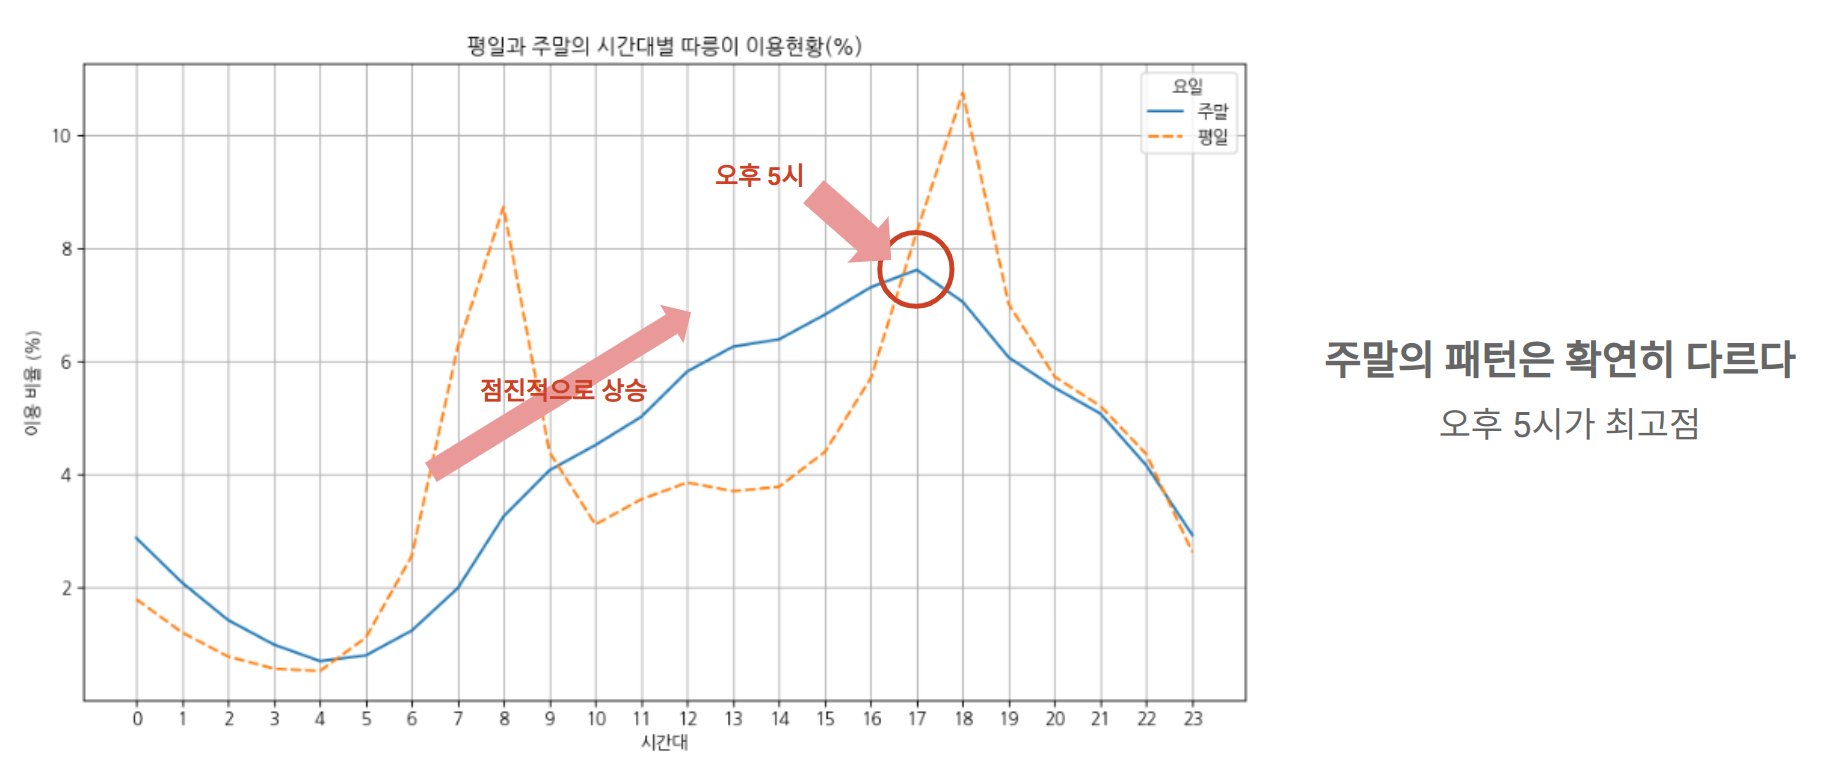 평일과 주말의 시간대별 따릉이 이용현황(%)
요일
주말
평일
10
8
6
4
2
이용 비율 (%)
오후 5시
점진적으로 상승
0 1 2 3 4 5 6 7 8 9 10 11 12 13 14 15 16 17 18 19 20 21 22 23
시간대
주말의 패턴은 확연히 다르다
오후 5시가 최고점